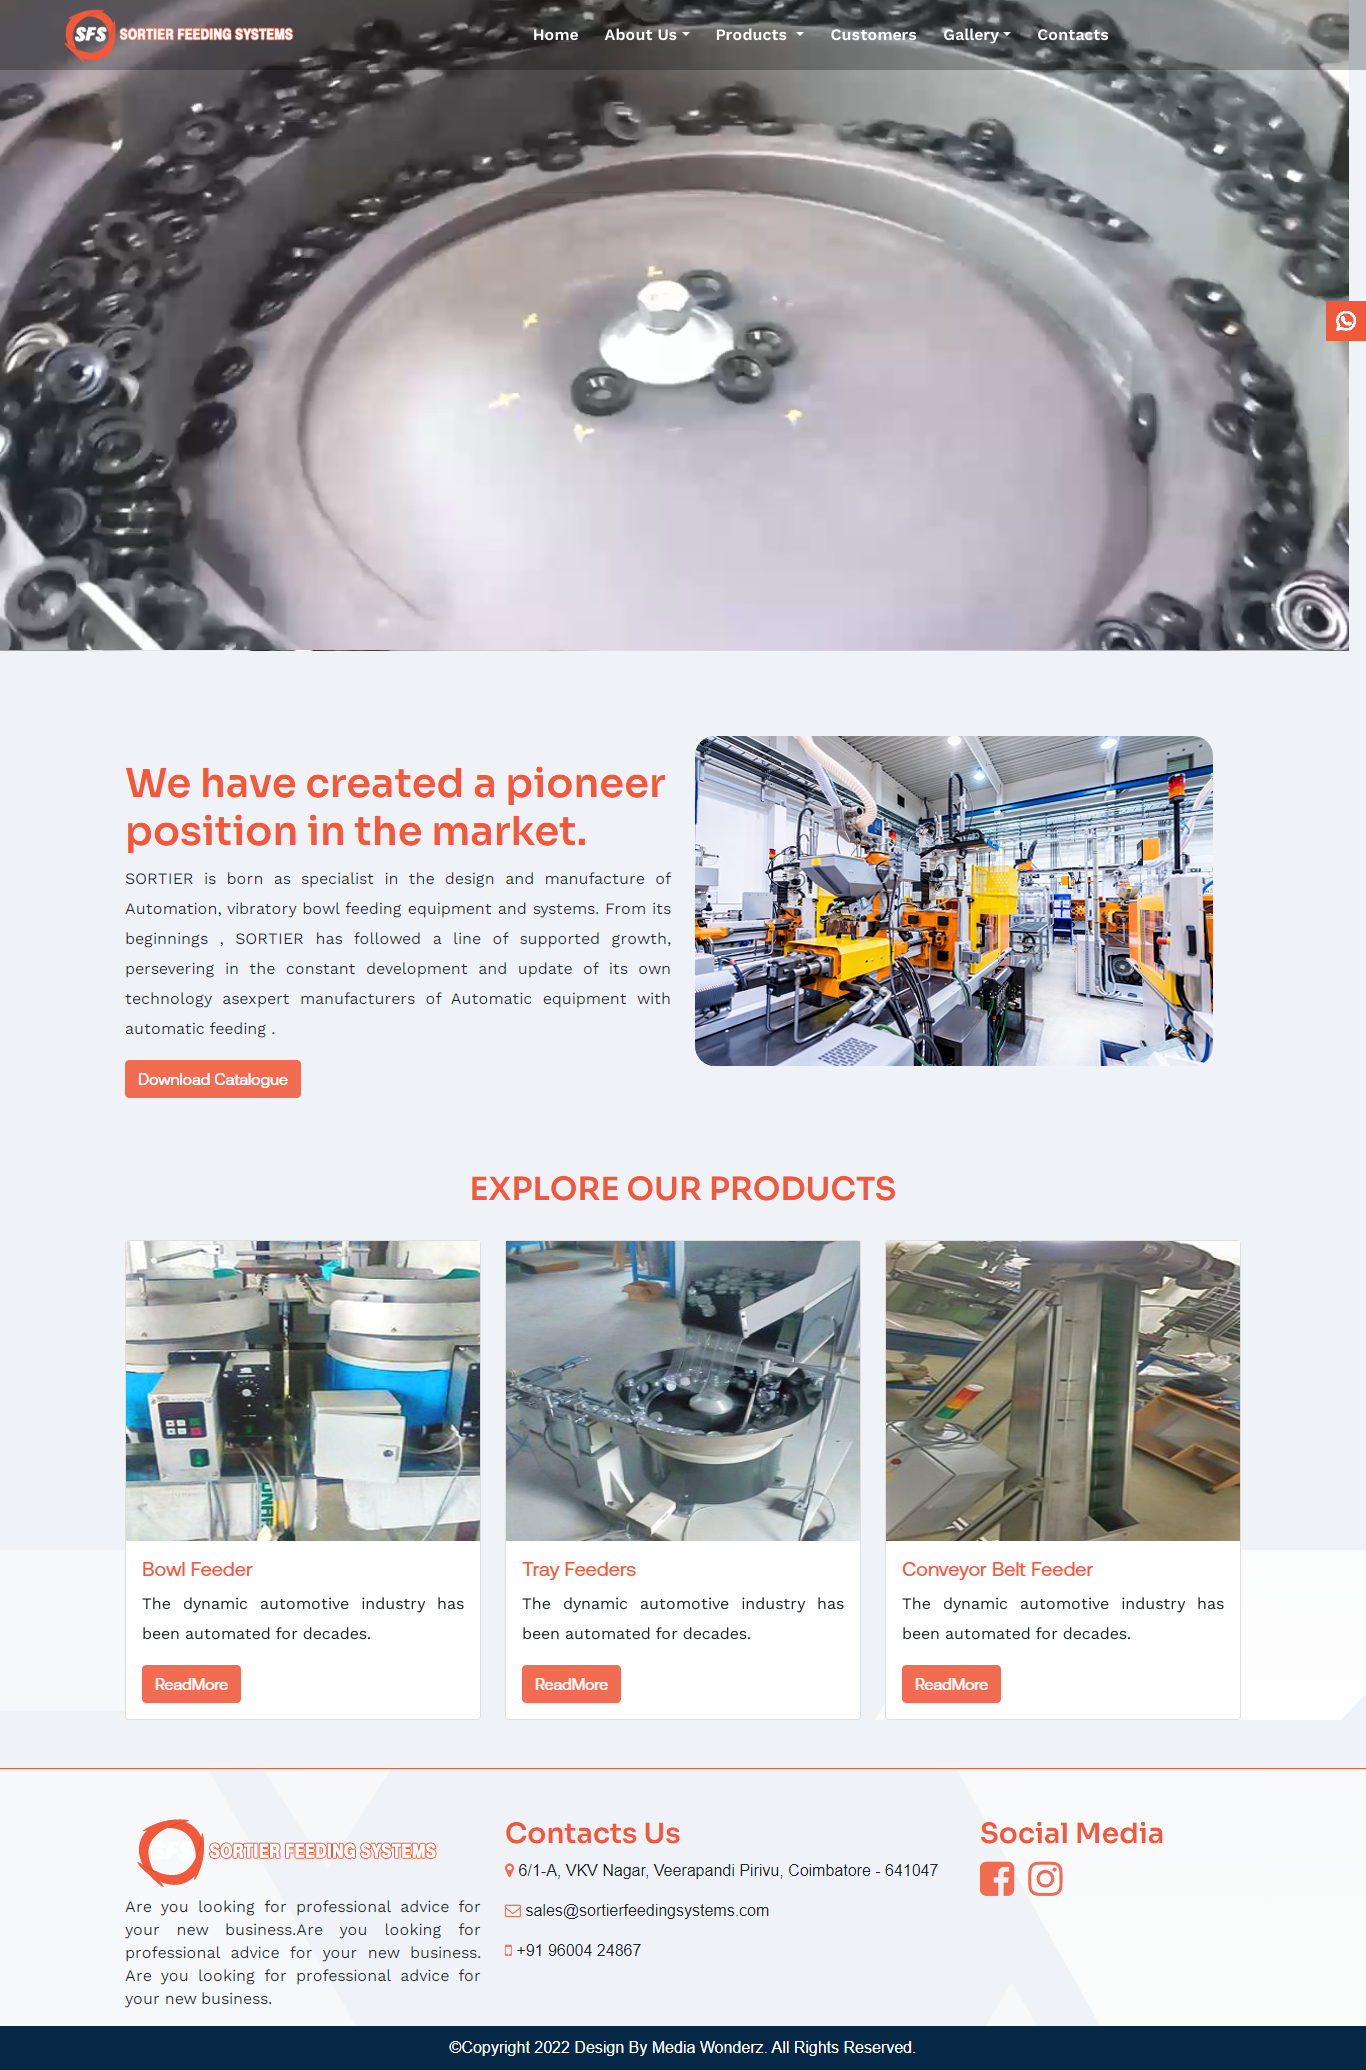 SFS SORTIER FEEDING SYSTEMS
Home About Us Products Customers Gallery Contacts
We have created a pioneer
position in the market.
SORTIER is born as specialist in the design and manufacture of
Automation, vibratory bowl feeding equipment and systems. From its
beginnings , SORTIER has followed a line of supported growth,
persevering in the constant development and update of its own
technology asexpert manufacturers of Automatic equipment with
automatic feeding .
Download Catalogue
EXPLORE OUR PRODUCTS
Bowl Feeder
The dynamic automotive industry has
been automated for decades.
ReadMore
Tray Feeders
The dynamic automotive industry has
been automated for decades.
ReadMore
Conveyor Belt Feeder
The dynamic automotive industry has
been automated for decades.
ReadMore
SFS SORTIER FEEDING SYSTEMS
Are you looking for professional advice for
your new business.Are you looking for
professional advice for your new business.
Are you looking for professional advice for
your new business.
Contacts Us
6/1-A, VKV Nagar, Veerapandi Pirivu, Coimbatore - 641047
sales@sortierfeedingsystems.com
+91 96004 24867
Social Media
©Copyright 2022 Design By Media Wonderz. All Rights Reserved.